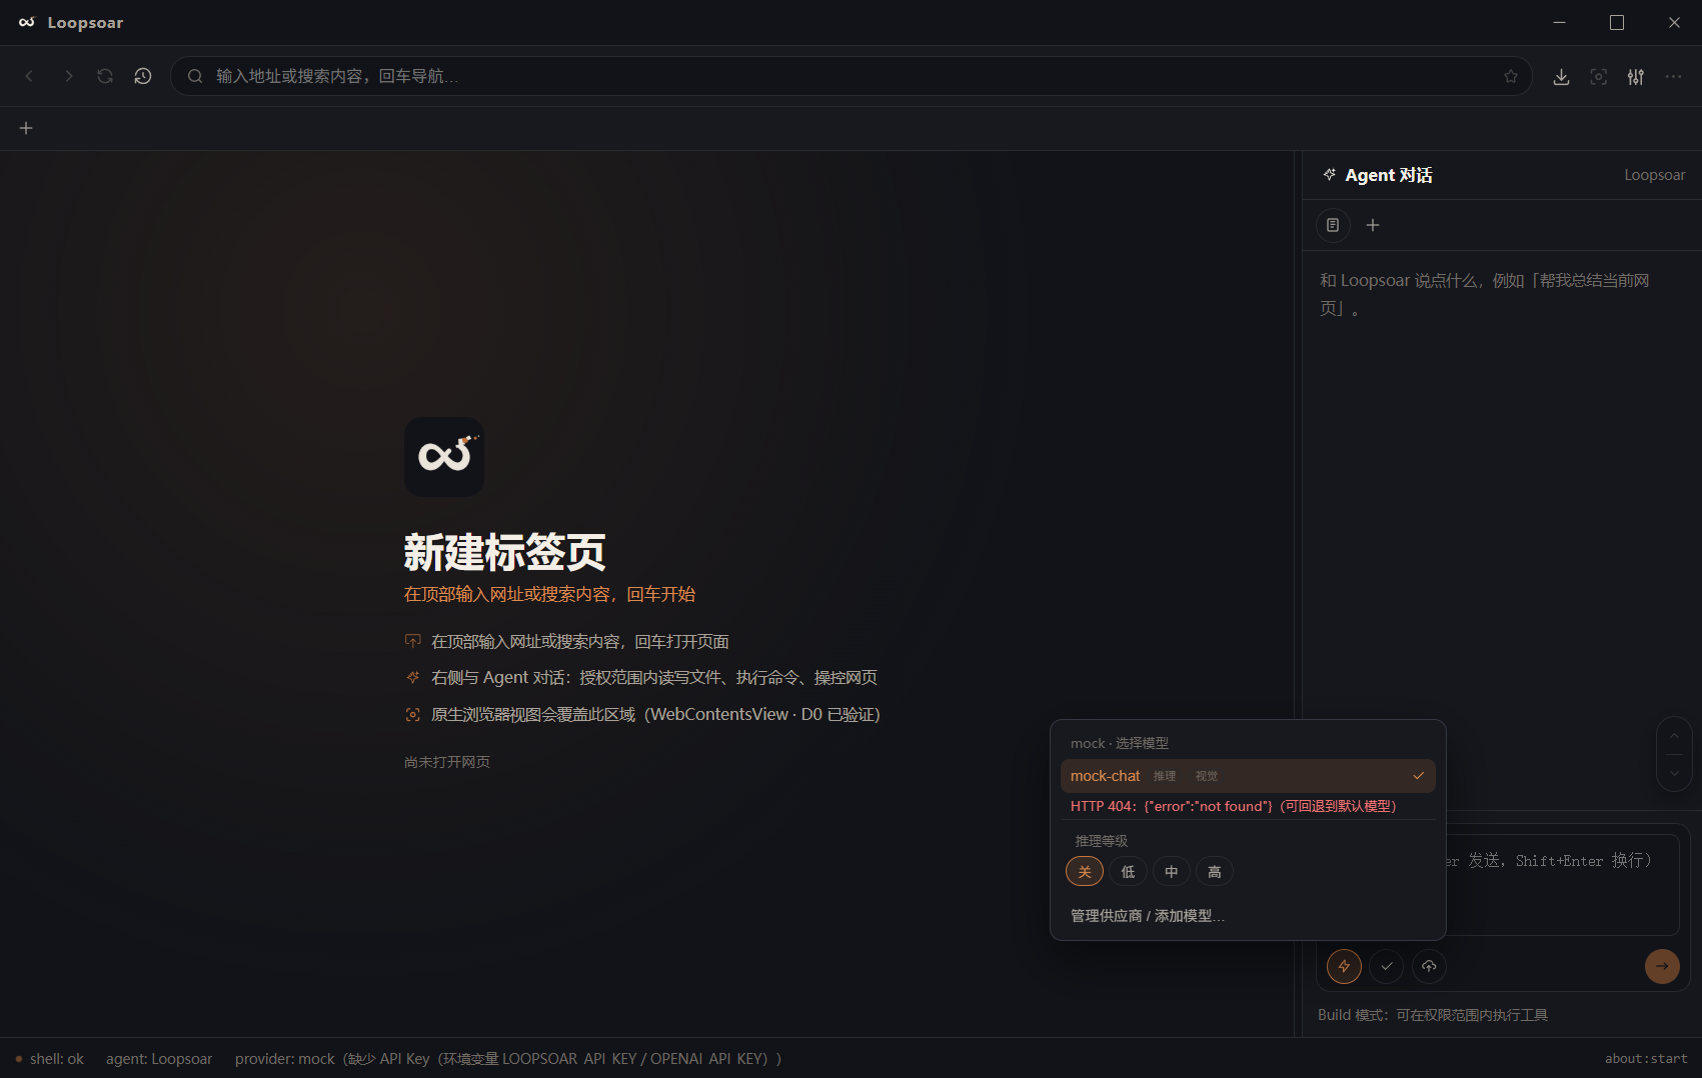 Loopsoar
输入地址或搜索内容，回车导航...
Agent 对话
Loopsoar
和 Loopsoar 说点什么，例如「帮我总结当前网
页」。
新建标签页
在顶部输入网址或搜索内容，回车开始
在顶部输入网址或搜索内容，回车打开页面
右侧与 Agent 对话：授权范围内读写文件、执行命令、操控网页
原生浏览器视图会覆盖此区域（WebContentsView · D0 已验证）
尚未打开网页
mock · 选择模型
mock-chat 推理 视觉
HTTP 404：{"error":"not found"}（可回退到默认模型）
推理等级
关 低 中 高
管理供应商 / 添加模型...
er 发送，Shift+Enter 换行）
Build 模式：可在权限范围内执行工具
shell: ok agent: Loopsoar provider: mock（缺少 API Key（环境变量 LOOPSOAR_API_KEY / OPENAI_API_KEY））
about:start